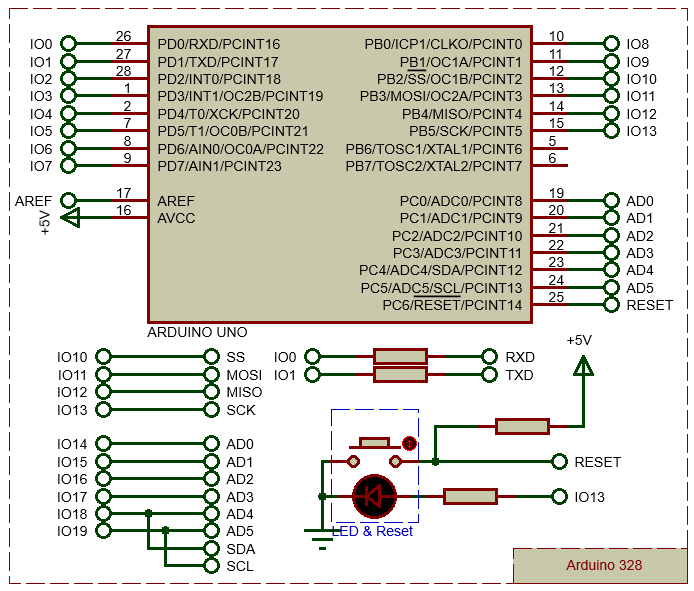 IO0 26 PD0/RXD/PCINT16 PB0/ICP1/CLKO/PCINT0 10 IO8
IO1 27 PD1/TXD/PCINT17 PB1/OC1A/PCINT1 11 IO9
IO2 28 PD2/INT0/PCINT18 PB2/SS/OC1B/PCINT2 12 IO10
IO3 1 PD3/INT1/OC2B/PCINT19 PB3/MOSI/OC2A/PCINT3 13 IO11
IO4 2 PD4/T0/XCK/PCINT20 PB4/MISO/PCINT4 14 IO12
IO5 7 PD5/T1/OC0B/PCINT21 PB5/SCK/PCINT5 15 IO13
IO6 8 PD6/AIN0/OC0A/PCINT22 PB6/TOSC1/XTAL1/PCINT6 5
IO7 9 PD7/AIN1/PCINT23 PB7/TOSC2/XTAL2/PCINT7 6
AREF 17 AREF PC0/ADC0/PCINT8 19 AD0
+5V 16 AVCC PC1/ADC1/PCINT9 20 AD1
PC2/ADC2/PCINT10 21 AD2
PC3/ADC3/PCINT11 22 AD3
PC4/ADC4/SDA/PCINT12 23 AD4
PC5/ADC5/SCL/PCINT13 24 AD5
PC6/RESET/PCINT14 25 RESET
ARDUINO UNO
+5V
IO10 SS IO0 RXD
IO11 MOSI IO1 TXD
IO12 MISO
IO13 SCK
IO14 AD0
IO15 AD1 RESET
IO16 AD2
IO17 AD3 IO13
IO18 AD4
IO19 AD5 LED & Reset
SDA
SCL Arduino 328